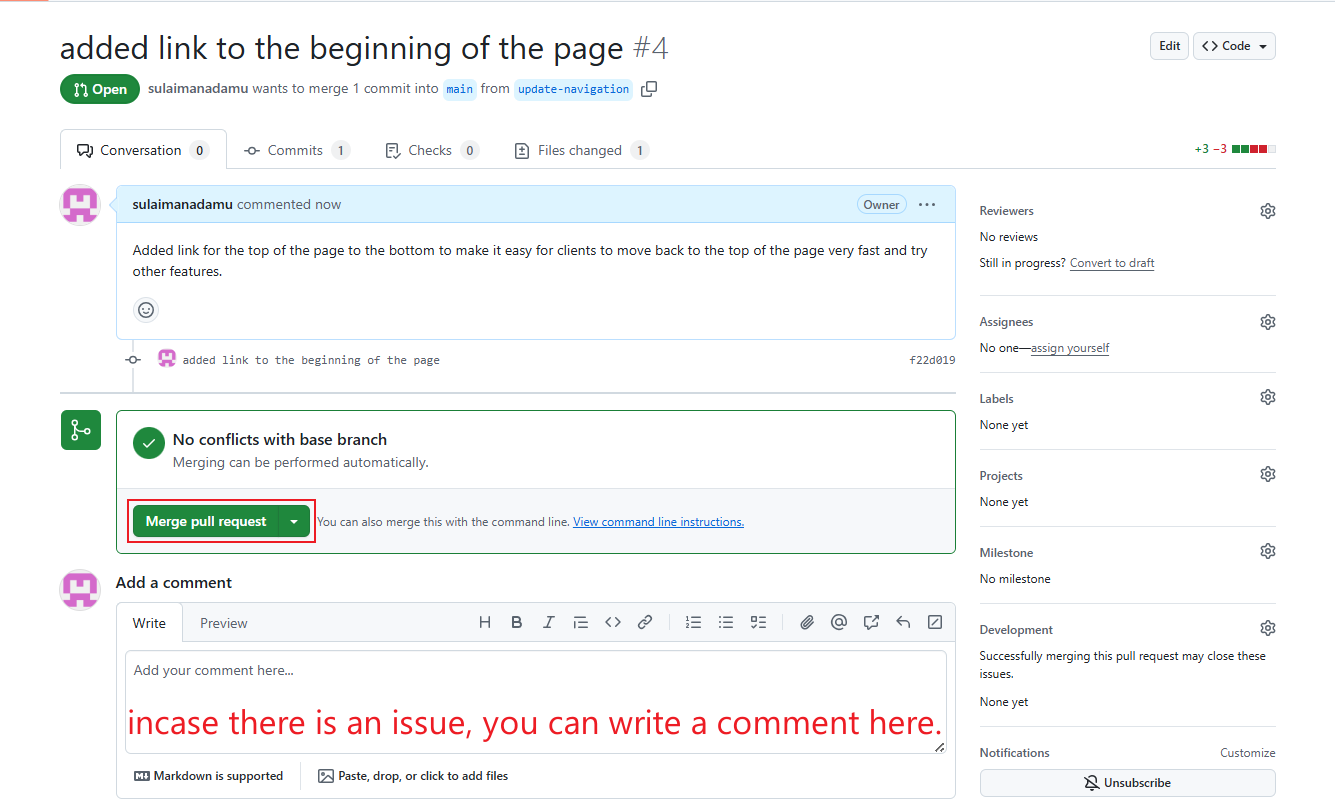 added link to the beginning of the page #4
Edit
<> Code
Open sulaimanadamu wants to merge 1 commit into main from update-navigation
Conversation 0 Commits 1 Checks 0 Files changed 1
+3 −3
sulaimanadamu commented now Owner
Added link for the top of the page to the bottom to make it easy for clients to move back to the top of the page very fast and try
other features.
added link to the beginning of the page f22d019
No conflicts with base branch
Merging can be performed automatically.
Merge pull request You can also merge this with the command line. View command line instructions.
Add a comment
Write Preview
Add your comment here...
incase there is an issue, you can write a comment here.
Markdown is supported Paste, drop, or click to add files
Reviewers
No reviews
Still in progress? Convert to draft
Assignees
No one—assign yourself
Labels
None yet
Projects
None yet
Milestone
No milestone
Development
Successfully merging this pull request may close these
issues.
None yet
Notifications Customize
Unsubscribe